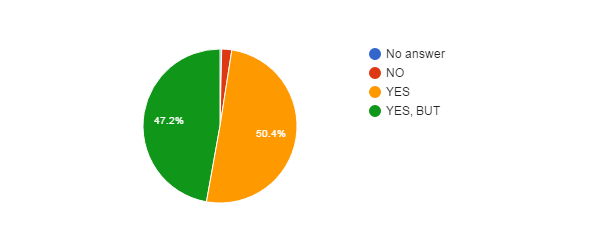 No answer
NO
YES
YES, BUT
47.2%
50.4%